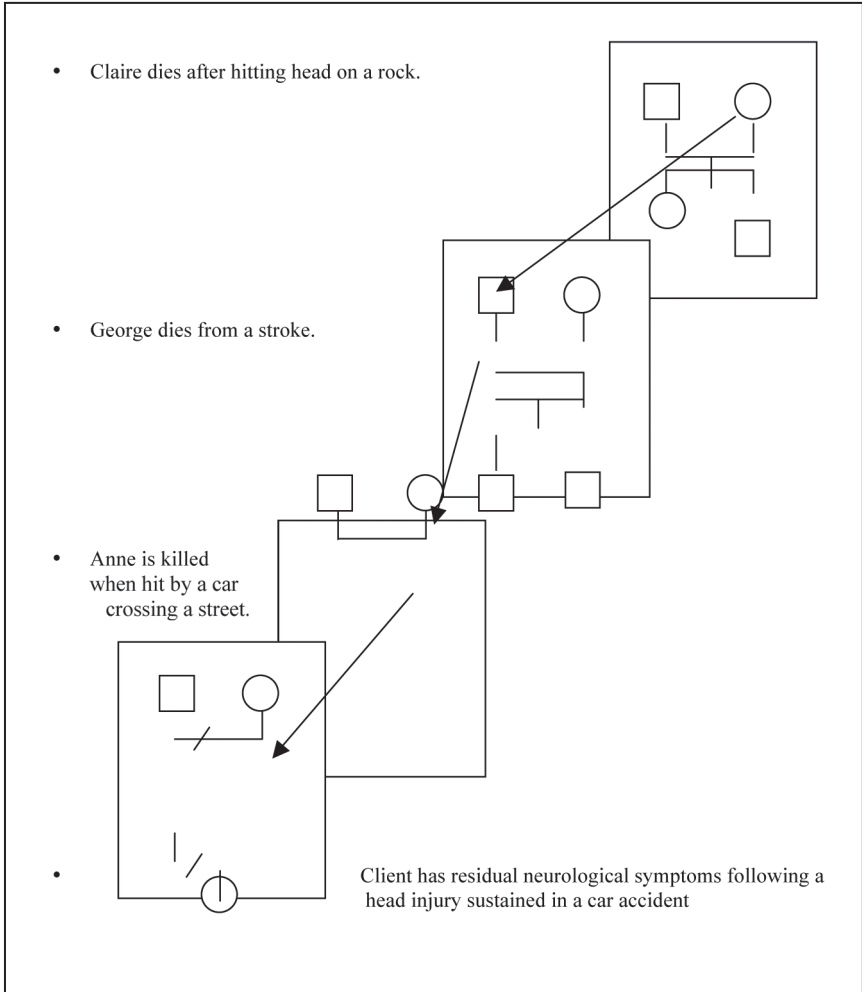 • Claire dies after hitting head on a rock.
• George dies from a stroke.
• Anne is killed
when hit by a car
crossing a street.
• Client has residual neurological symptoms following a
head injury sustained in a car accident